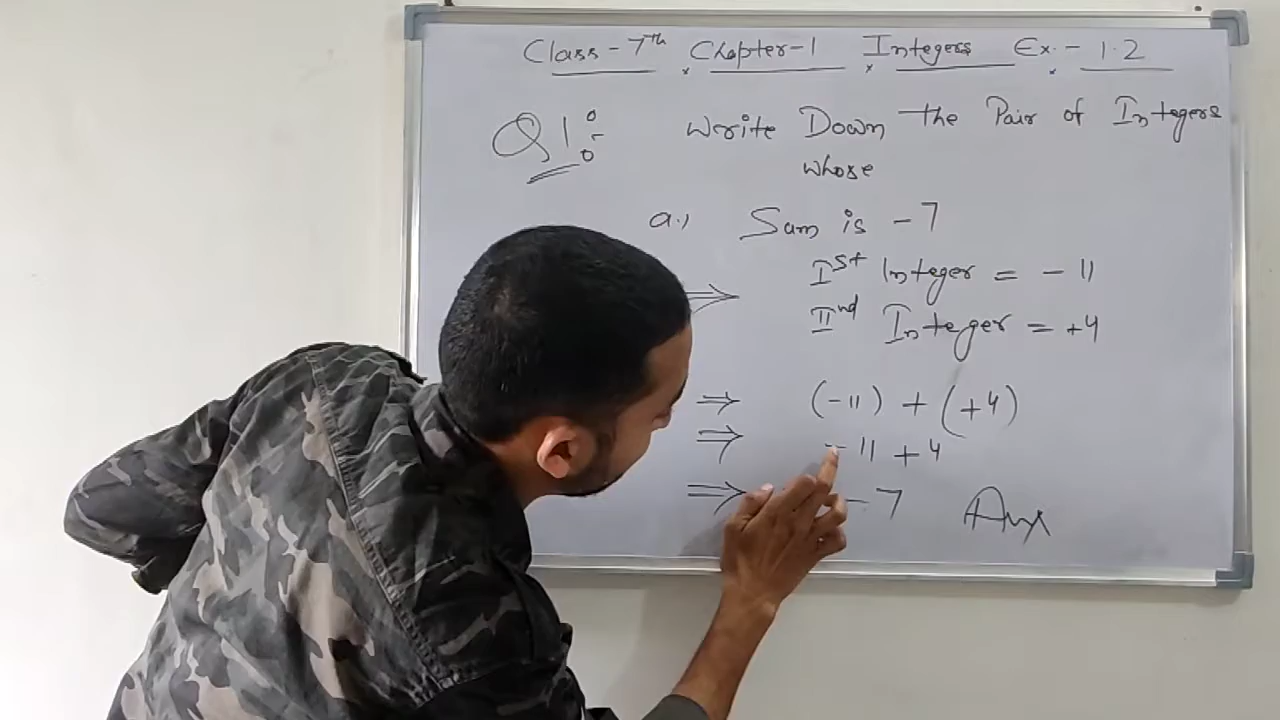 Class-7th Chapter-1 Integers Ex.- 1.2
Q1: Write Down the Pair of Integers
whose
a.) Sum is -7
⇒ Ist Integer = -11
IInd Integer = +4
⇒ (-11) + (+4)
⇒ -11 + 4
⇒ -7 Ans